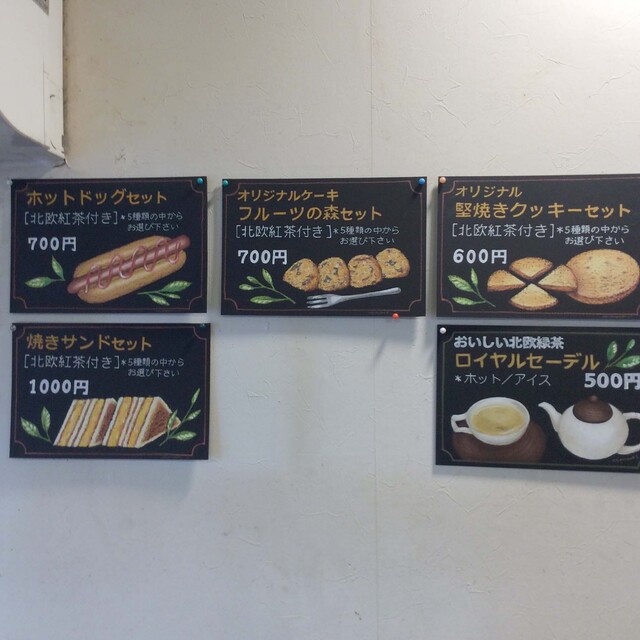 ホットドッグセット
[北欧紅茶付き]*5種類の中から
お選び下さい
700円
オリジナルケーキ
フルーツの森セット
[北欧紅茶付き]*5種類の中から
お選び下さい
700円
オリジナル
堅焼きクッキーセット
[北欧紅茶付き]*5種類の中から
お選び下さい
600円
焼きサンドセット
[北欧紅茶付き]*5種類の中から
お選び下さい
1000円
おいしい北欧緑茶
ロイヤルセーデル
*ホット/アイス 500円